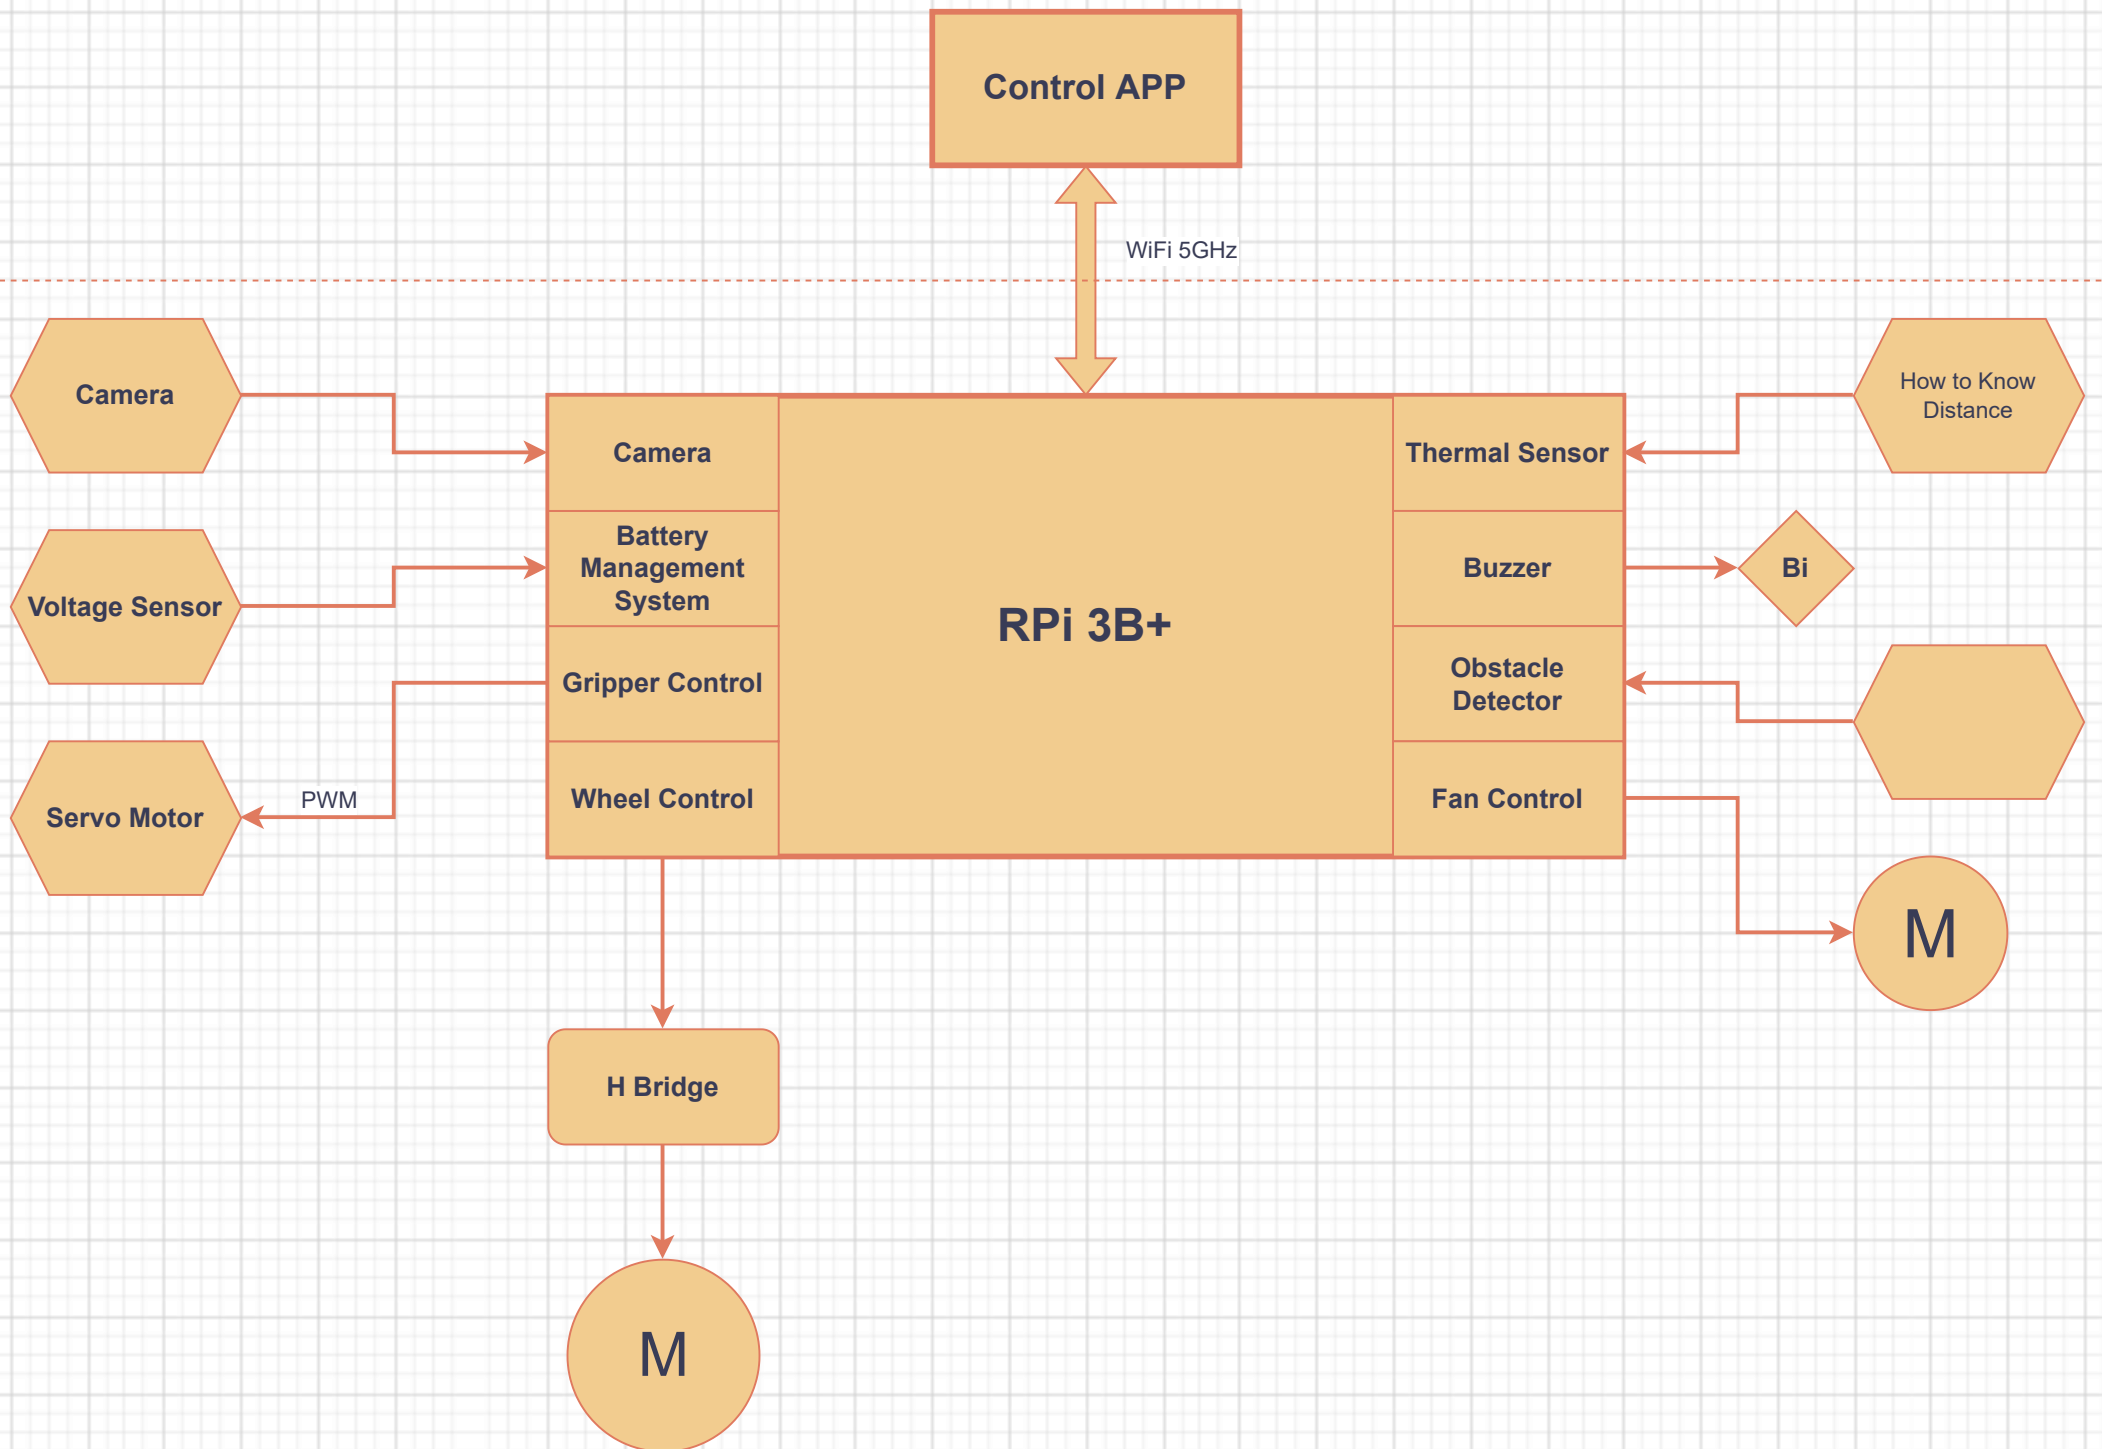 Control APP
WiFi 5GHz
Camera
Camera
Thermal Sensor
How to Know
Distance
Voltage Sensor
Battery
Management
System
RPi 3B+
Buzzer
Bi
Gripper Control
Obstacle
Detector
Servo Motor
PWM
Wheel Control
Fan Control
M
H Bridge
M